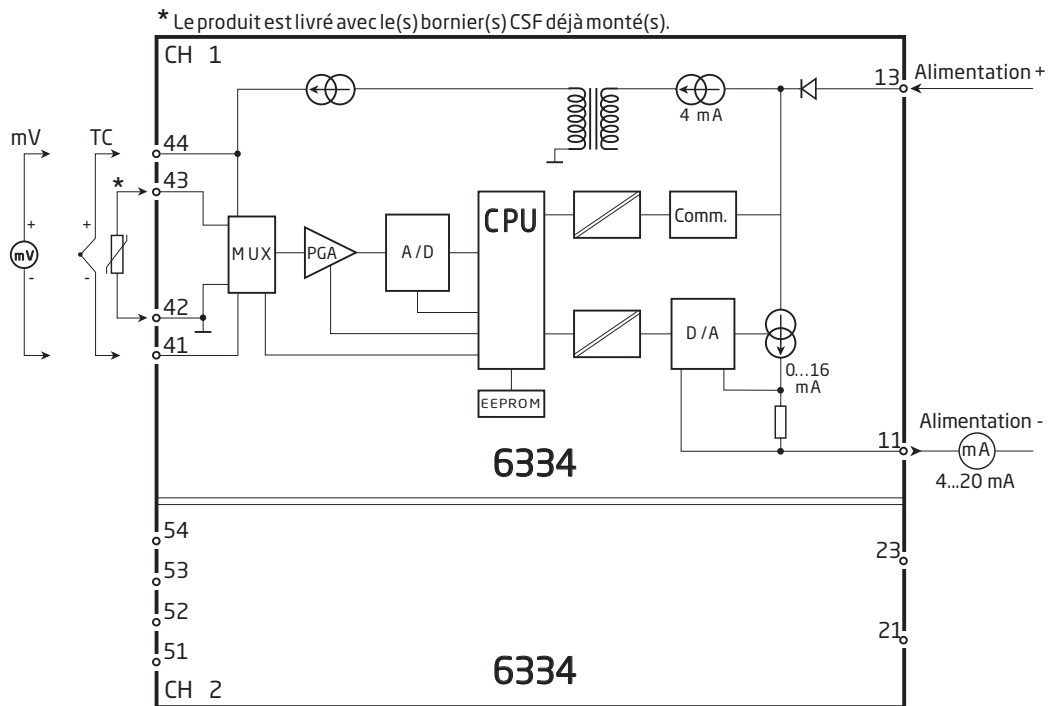 * Le produit est livré avec le(s) bornier(s) CSF déjà monté(s).
CH 1
13
Alimentation +
4 mA
mV
TC
44
*
43
CPU
Comm.
+
+
MUX
PGA
A/D
mV
-
-
42
D/A
41
0...16
mA
EEPROM
Alimentation -
11
mA
6334
4...20 mA
54
23
53
52
21
51
6334
CH 2